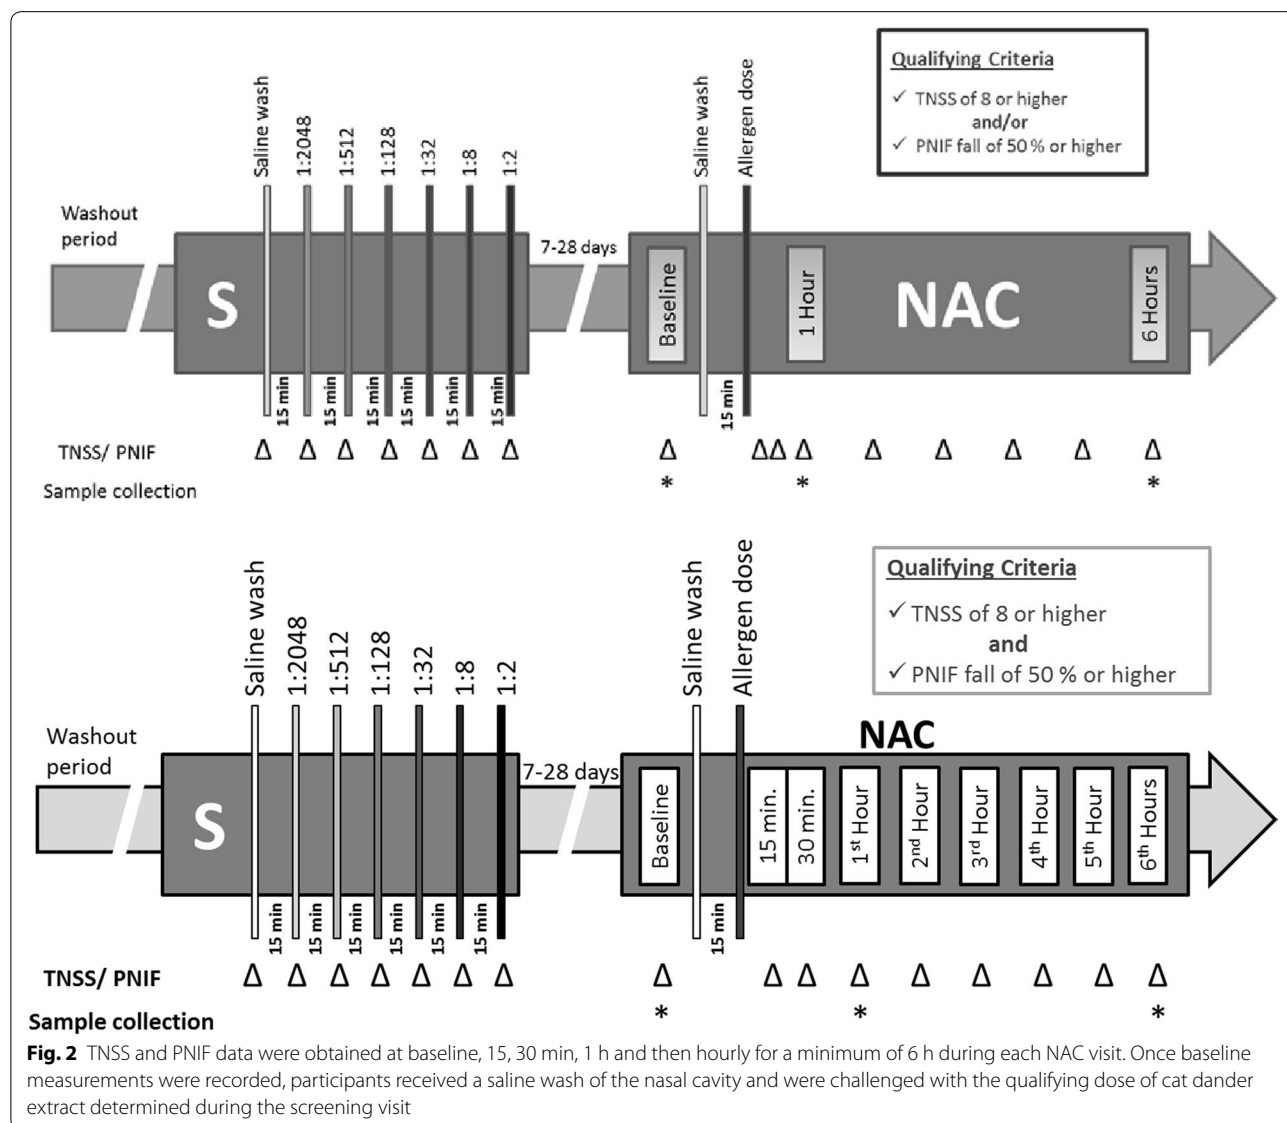 Qualifying Criteria
✓ TNSS of 8 or higher
and/or
✓ PNIF fall of 50 % or higher
Washout
period
S
Saline wash
1:2048
1:512
1:128
1:32
1:8
1:2
15 min
15 min
15 min
15 min
15 min
15 min
7-28 days
Baseline
Saline wash
Allergen dose
15 min
1 Hour
NAC
6 Hours
TNSS/ PNIF
Δ Δ Δ Δ Δ Δ Δ Δ Δ Δ Δ Δ Δ Δ Δ Δ
Sample collection
* * *
Qualifying Criteria
✓ TNSS of 8 or higher
and
✓ PNIF fall of 50 % or higher
Washout
period
S
Saline wash
1:2048
1:512
1:128
1:32
1:8
1:2
15 min
15 min
15 min
15 min
15 min
15 min
7-28 days
NAC
Baseline
Saline wash
Allergen dose
15 min
15 min.
30 min.
1st Hour
2nd Hour
3rd Hour
4th Hour
5th Hour
6th Hours
TNSS/ PNIF
Δ Δ Δ Δ Δ Δ Δ Δ Δ Δ Δ Δ Δ Δ Δ Δ
Sample collection
* * *
Fig. 2 TNSS and PNIF data were obtained at baseline, 15, 30 min, 1 h and then hourly for a minimum of 6 h during each NAC visit. Once baseline
measurements were recorded, participants received a saline wash of the nasal cavity and were challenged with the qualifying dose of cat dander
extract determined during the screening visit